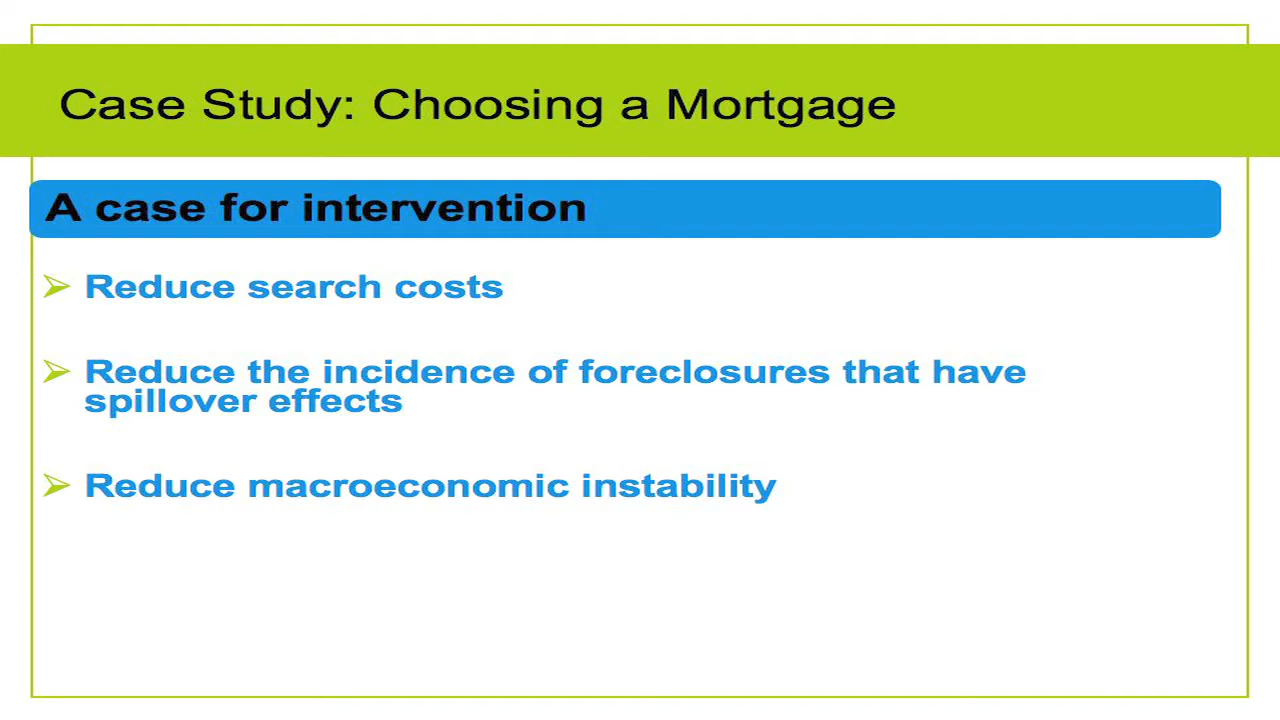 Case Study: Choosing a Mortgage
A case for intervention
➢ Reduce search costs
➢ Reduce the incidence of foreclosures that have
spillover effects
➢ Reduce macroeconomic instability